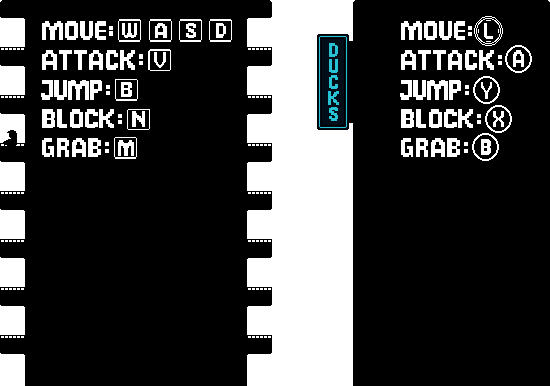 MOVE: W A S D
ATTACK: V
JUMP: B
BLOCK: N
GRAB: M
DUCKS
MOVE: L
ATTACK: A
JUMP: Y
BLOCK: X
GRAB: B